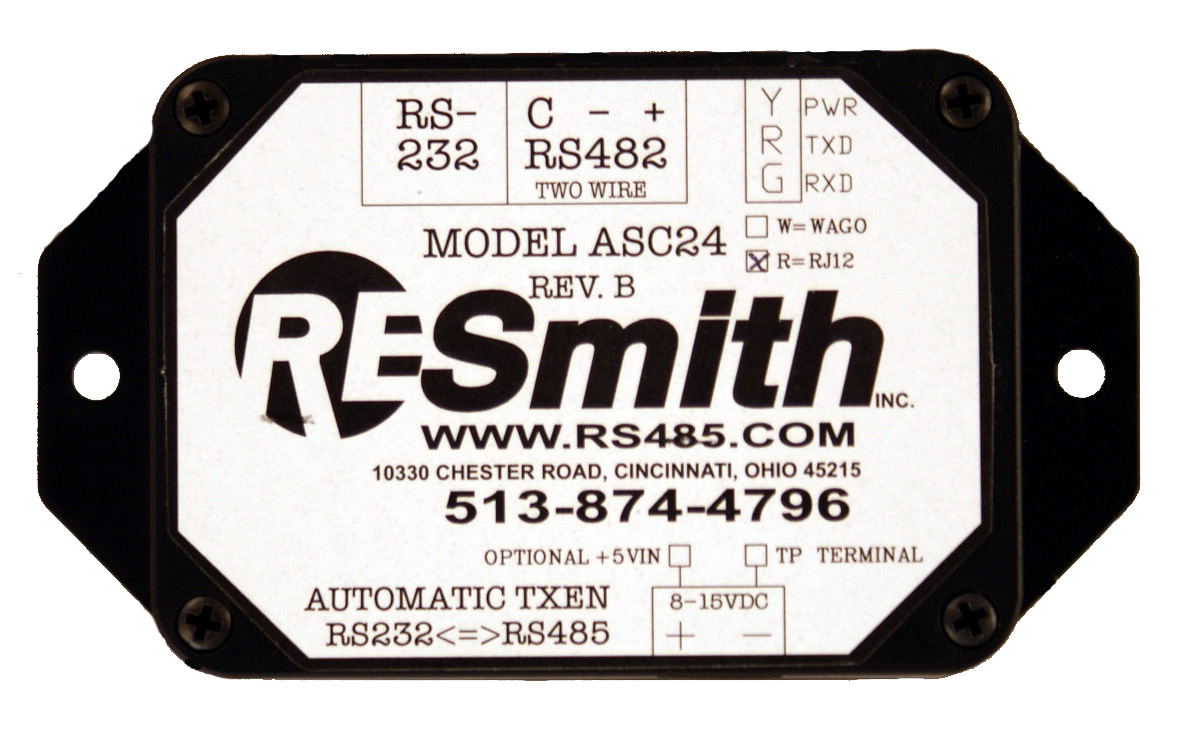 RS-
232
C - +
RS482
TWO WIRE
Y PWR
R TXD
G RXD
W=WAGO
R=RJ12
MODEL ASC24
REV. B
RESmith INC.
WWW.RS485.COM
10330 CHESTER ROAD, CINCINNATI, OHIO 45215
513-874-4796
OPTIONAL +5VIN
TP TERMINAL
AUTOMATIC TXEN
RS232<=>RS485
8-15VDC
+ -